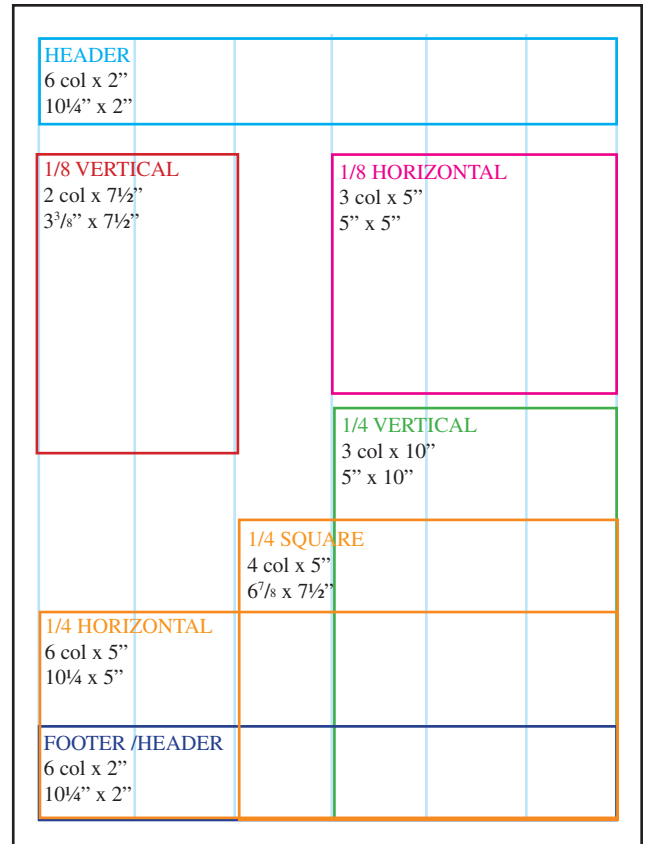 HEADER
6 col x 2”
10¼” x 2”
1/8 VERTICAL
2 col x 7½”
3³/₈” x 7½”
1/8 HORIZONTAL
3 col x 5”
5” x 5”
1/4 VERTICAL
3 col x 10”
5” x 10”
1/4 SQUARE
4 col x 5”
6⁷/₈ x 7½”
1/4 HORIZONTAL
6 col x 5”
10¼ x 5”
FOOTER /HEADER
6 col x 2”
10¼” x 2”